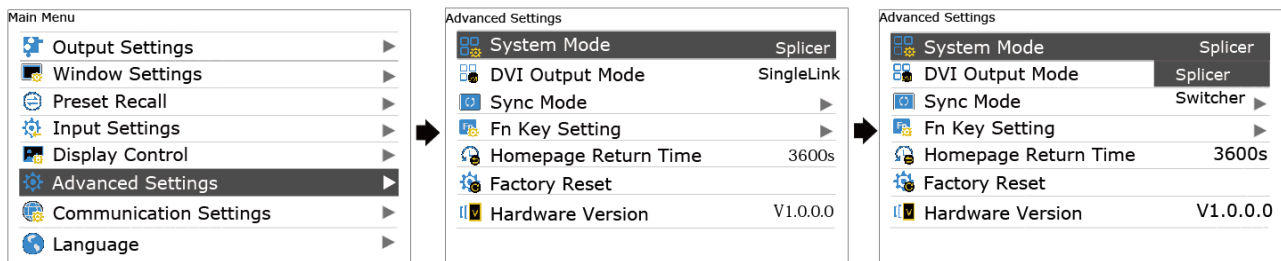 Main Menu
Output Settings
Window Settings
Preset Recall
Input Settings
Display Control
Advanced Settings
Communication Settings
Language
Advanced Settings
System Mode Splicer
DVI Output Mode SingleLink
Sync Mode
Fn Key Setting
Homepage Return Time 3600s
Factory Reset
Hardware Version V1.0.0.0
Advanced Settings
System Mode Splicer
DVI Output Mode Splicer
Sync Mode Switcher
Fn Key Setting
Homepage Return Time 3600s
Factory Reset
Hardware Version V1.0.0.0